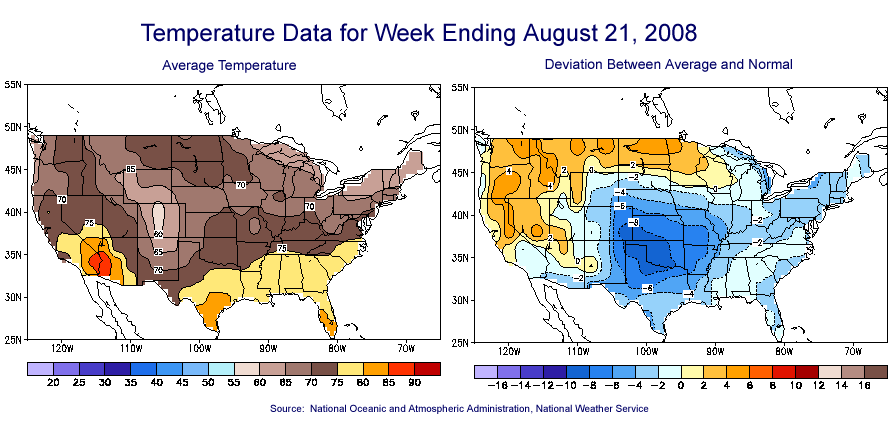 Temperature Data for Week Ending August 21, 2008
Average Temperature
Deviation Between Average and Normal
55N
50N
45N
40N
35N
30N
25N
120W 110W 100W 90W 80W 70W
65
70
70
70
75
60
75
65
70
20 25 30 35 40 45 50 55 60 65 70 75 80 85 90
55N
50N
45N
40N
35N
30N
25N
120W 110W 100W 90W 80W 70W
2
0
4
-2
4
0
-4
-6
-2
-8
2
-2
-2
-6
-4
-16 -14 -12 -10 -8 -6 -4 -2 0 2 4 6 8 10 12 14 16
Source: National Oceanic and Atmospheric Administration, National Weather Service